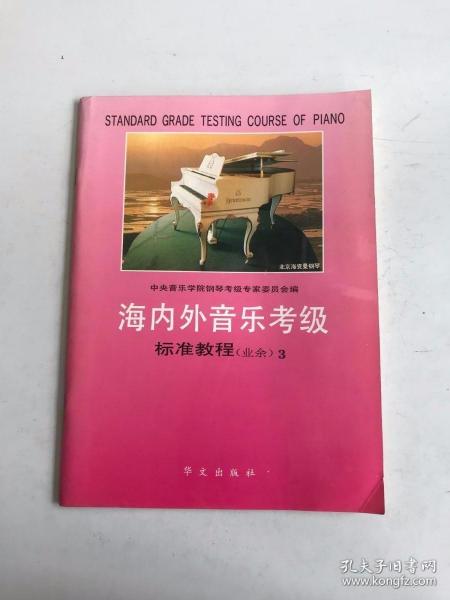 STANDARD GRADE TESTING COURSE OF PIANO
北京海资曼钢琴
中央音乐学院钢琴考级专家委员会编
海内外音乐考级
标准教程(业余)3
华文出版社
孔夫子旧书网
www.kongfz.com